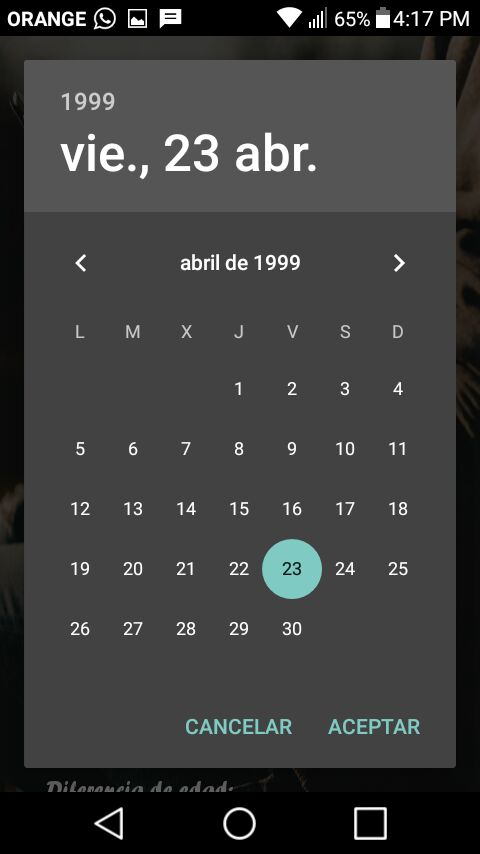 ORANGE 65% 4:17 PM
1999
vie., 23 abr.
abril de 1999
L M X J V S D
1 2 3 4
5 6 7 8 9 10 11
12 13 14 15 16 17 18
19 20 21 22 23 24 25
26 27 28 29 30
CANCELAR ACEPTAR
Diferencia de edad: